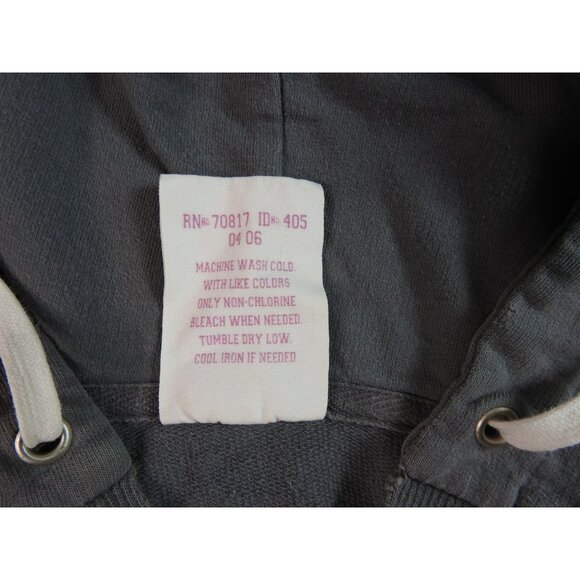 RNNO. 70817 IDNO. 405
04 06
MACHINE WASH COLD
WITH LIKE COLORS
ONLY NON-CHLORINE
BLEACH WHEN NEEDED.
TUMBLE DRY LOW.
COOL IRON IF NEEDED